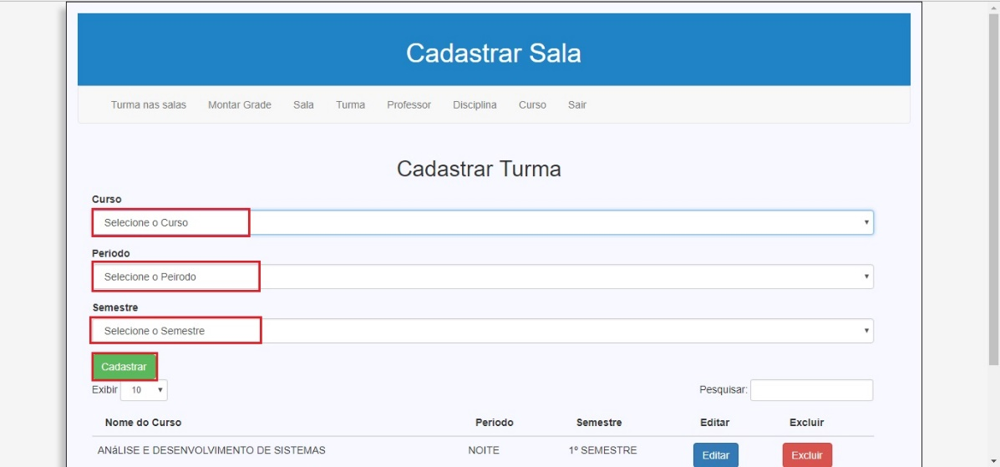 Cadastrar Sala
Turma nas salas Montar Grade Sala Turma Professor Disciplina Curso Sair
Cadastrar Turma
Curso
Selecione o Curso
Periodo
Selecione o Peirodo
Semestre
Selecione o Semestre
Cadastrar
Exibir 10 Pesquisar:
Nome do Curso Periodo Semestre Editar Excluir
ANáLISE E DESENVOLVIMENTO DE SISTEMAS NOITE 1º SEMESTRE Editar Excluir